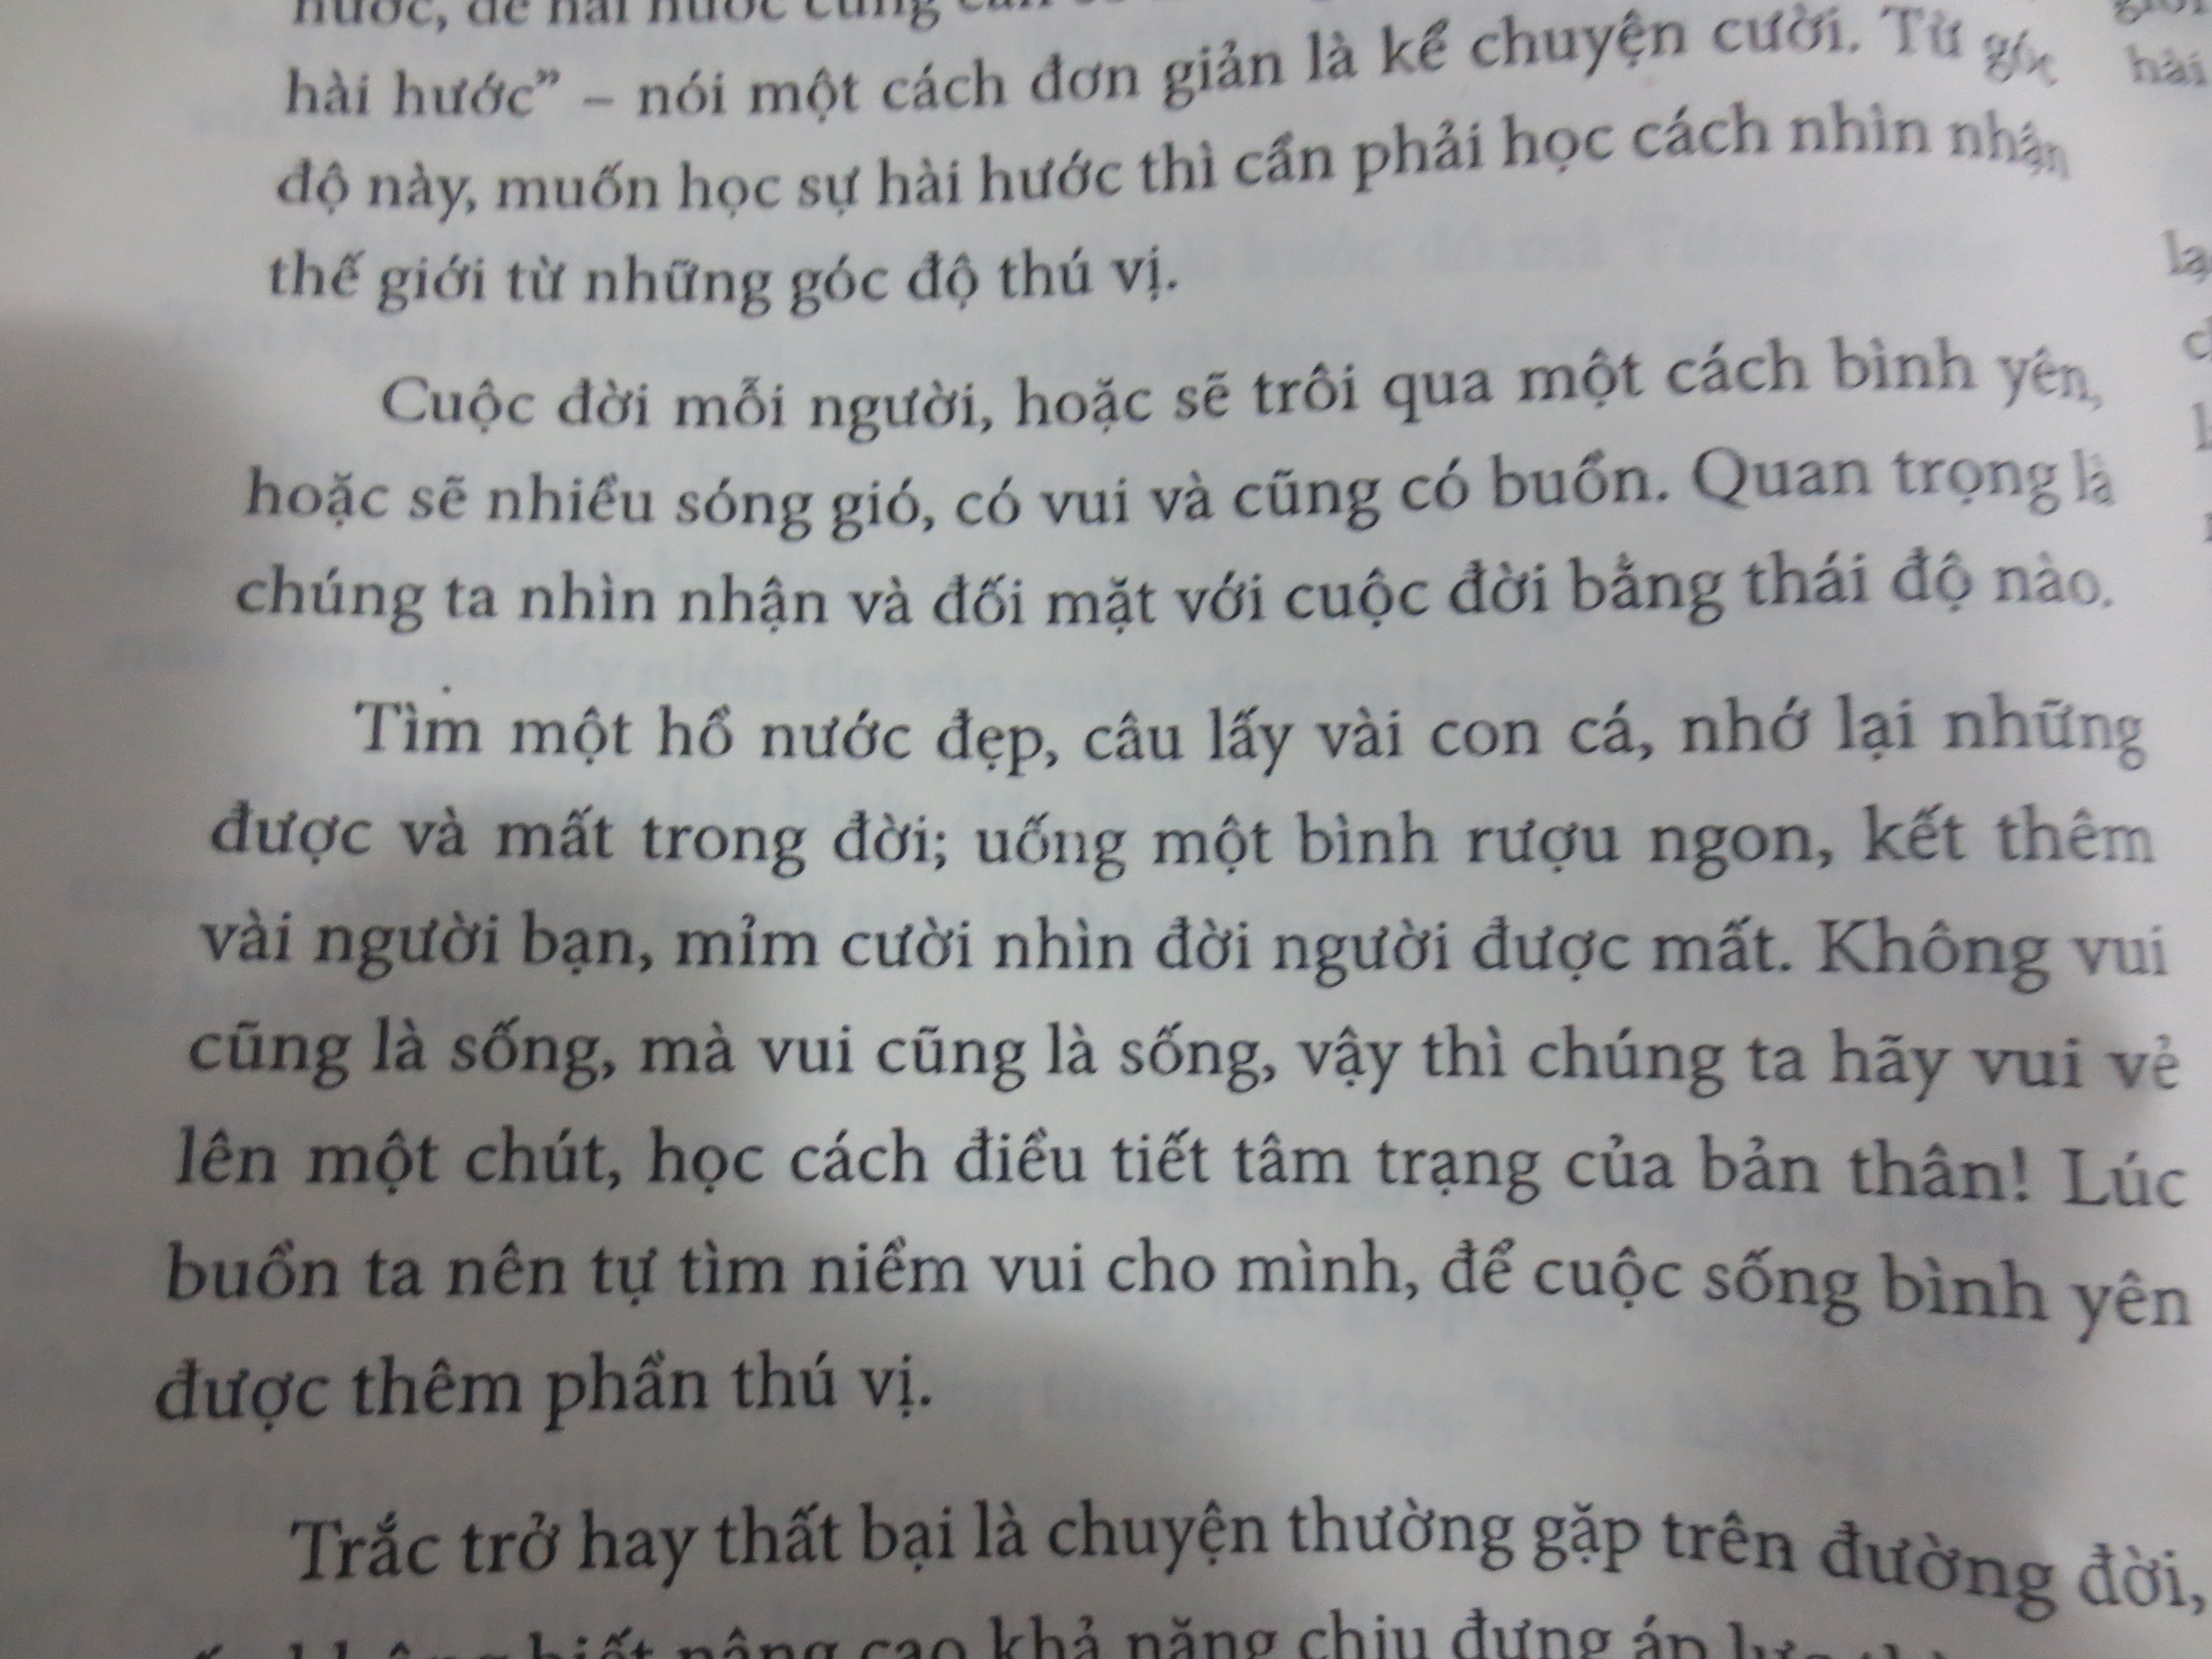 hài hước” – nói một cách đơn giản là kể chuyện cười. Từ góc
độ này, muốn học sự hài hước thì cần phải học cách nhìn nhận
thế giới từ những góc độ thú vị.
Cuộc đời mỗi người, hoặc sẽ trôi qua một cách bình yên,
hoặc sẽ nhiều sóng gió, có vui và cũng có buồn. Quan trọng là
chúng ta nhìn nhận và đối mặt với cuộc đời bằng thái độ nào.
Tìm một hồ nước đẹp, câu lấy vài con cá, nhớ lại những
được và mất trong đời; uống một bình rượu ngon, kết thêm
vài người bạn, mỉm cười nhìn đời người được mất. Không vui
cũng là sống, mà vui cũng là sống, vậy thì chúng ta hãy vui vẻ
lên một chút, học cách điều tiết tâm trạng của bản thân! Lúc
buồn ta nên tự tìm niềm vui cho mình, để cuộc sống bình yên
được thêm phần thú vị.
Trắc trở hay thất bại là chuyện thường gặp trên đường đời,
biết nâng cao khả năng chịu đựng áp
hài